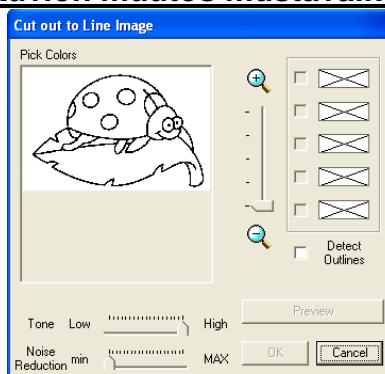 Cut out to Line Image
Pick Colors
Detect
Outlines
Tone Low High
Preview
Noise
Reduction min MAX
OK Cancel